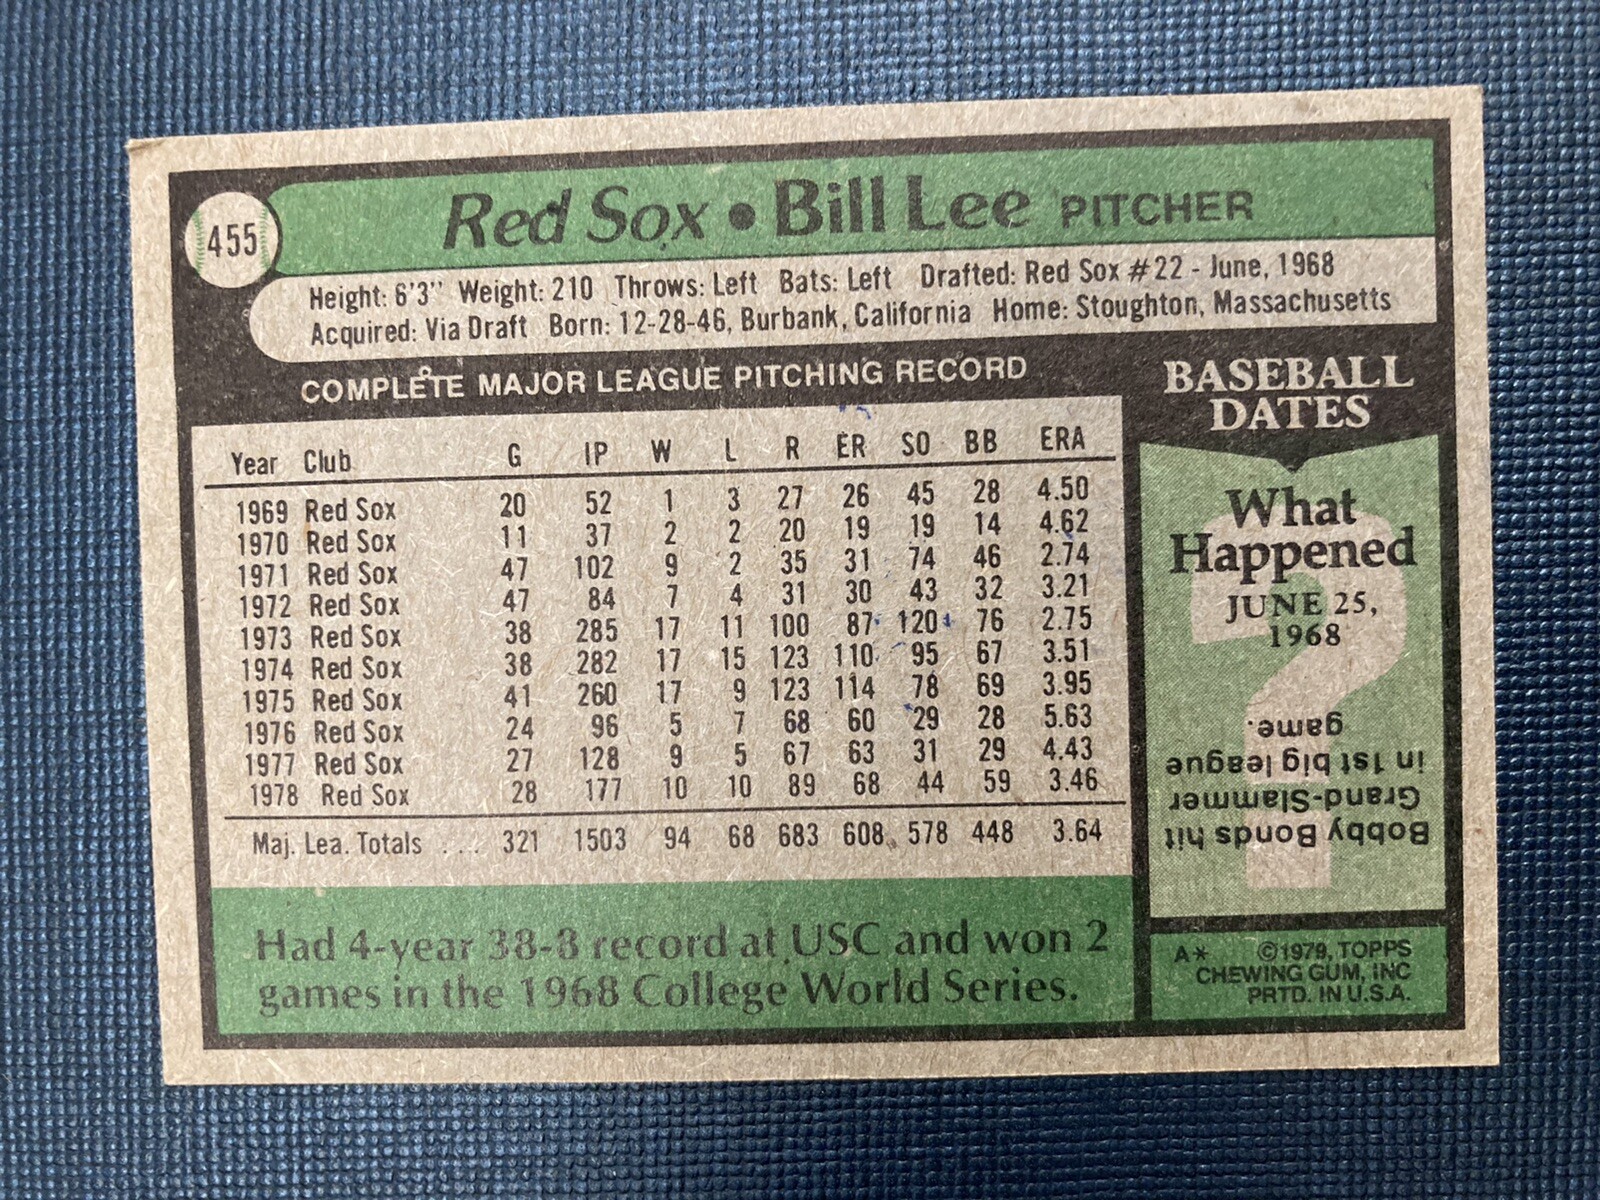 455
Red Sox • Bill Lee PITCHER
Height: 6'3" Weight: 210 Throws: Left Bats: Left Drafted: Red Sox #22 - June, 1968
Acquired: Via Draft Born: 12-28-46, Burbank, California Home: Stoughton, Massachusetts
COMPLETE MAJOR LEAGUE PITCHING RECORD
Year Club G IP W L R ER SO BB ERA
1969 Red Sox 20 52 1 3 27 26 45 28 4.50
1970 Red Sox 11 37 2 2 20 19 19 14 4.62
1971 Red Sox 47 102 9 2 35 31 74 46 2.74
1972 Red Sox 47 84 7 4 31 30 43 32 3.21
1973 Red Sox 38 285 17 11 100 87 120 76 2.75
1974 Red Sox 38 282 17 15 123 110 95 67 3.51
1975 Red Sox 41 260 17 9 123 114 78 69 3.95
1976 Red Sox 24 96 5 7 68 60 29 28 5.63
1977 Red Sox 27 128 9 5 67 63 31 29 4.43
1978 Red Sox 28 177 10 10 89 68 44 59 3.46
Maj. Lea. Totals ... 321 1503 94 68 683 608 578 448 3.64
Had 4-year 38-8 record at USC and won 2
games in the 1968 College World Series.
BASEBALL
DATES
What
Happened
JUNE 25,
1968
Bobby Bonds hit
Grand-Slammer
in 1st big league
game.
A* ©1979, TOPPS
CHEWING GUM, INC
PRTD. IN U.S.A.